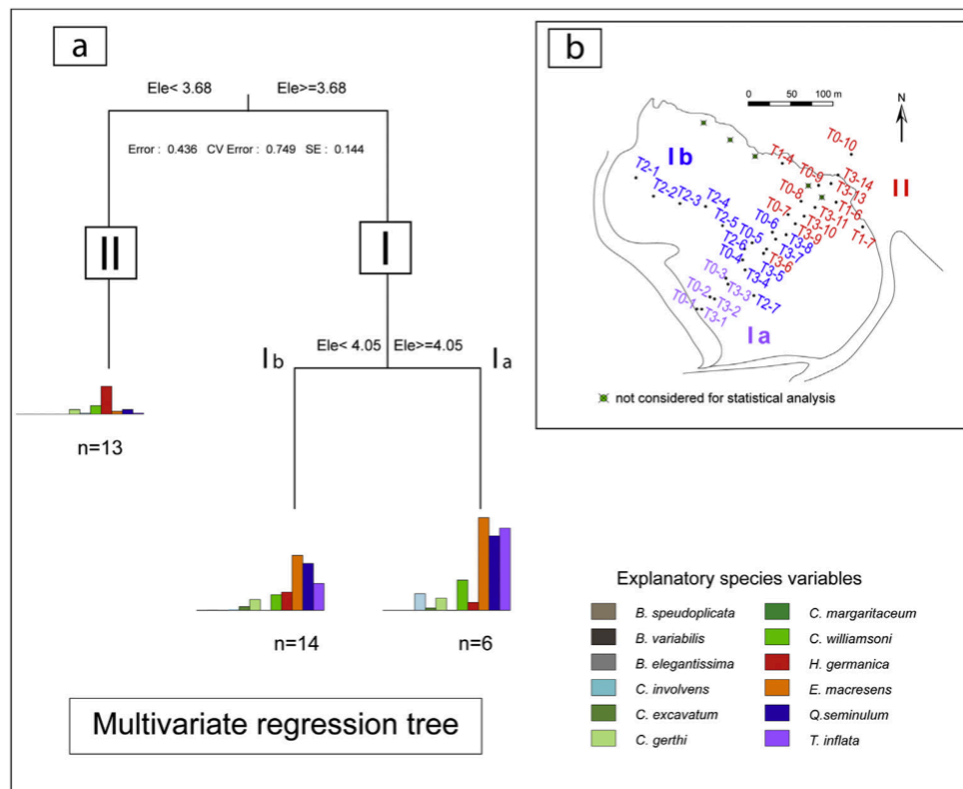 a
Ele< 3.68
Ele>=3.68
Error : 0.436 CV Error : 0.749 SE : 0.144
II
I
Ele< 4.05
Ele>=4.05
Ib
Ia
n=13
n=14
n=6
Multivariate regression tree
b
0 50 100 m
N
T0-10
T1-4
T0-9
T3-14
T3-13
Ib
II
T2-1
T2-2
T2-3
T2-4
T0-8
T1-6
T0-7
T3-11
T3-10
T1-7
T2-5
T0-6
T3-9
T0-5
T3-8
T2-6
T3-7
T0-4
T3-6
T3-5
T0-3
T3-4
T0-2
T3-3
T2-7
T0-1
T3-2
T3-1
Ia
not considered for statistical analysis
Explanatory species variables
B. speudoplicata
B. variabilis
B. elegantissima
C. involvens
C. excavatum
C. gerthi
C. margaritaceum
C. williamsoni
H. germanica
E. macresens
Q.seminulum
T. inflata